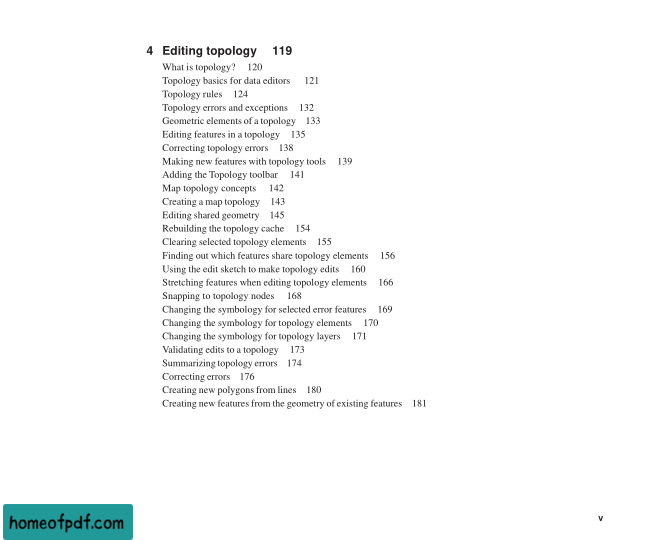 4 Editing topology 119
What is topology? 120
Topology basics for data editors 121
Topology rules 124
Topology errors and exceptions 132
Geometric elements of a topology 133
Editing features in a topology 135
Correcting topology errors 138
Making new features with topology tools 139
Adding the Topology toolbar 141
Map topology concepts 142
Creating a map topology 143
Editing shared geometry 145
Rebuilding the topology cache 154
Clearing selected topology elements 155
Finding out which features share topology elements 156
Using the edit sketch to make topology edits 160
Stretching features when editing topology elements 166
Snapping to topology nodes 168
Changing the symbology for selected error features 169
Changing the symbology for topology elements 170
Changing the symbology for topology layers 171
Validating edits to a topology 173
Summarizing topology errors 174
Correcting errors 176
Creating new polygons from lines 180
Creating new features from the geometry of existing features 181
v
homeofpdf.com